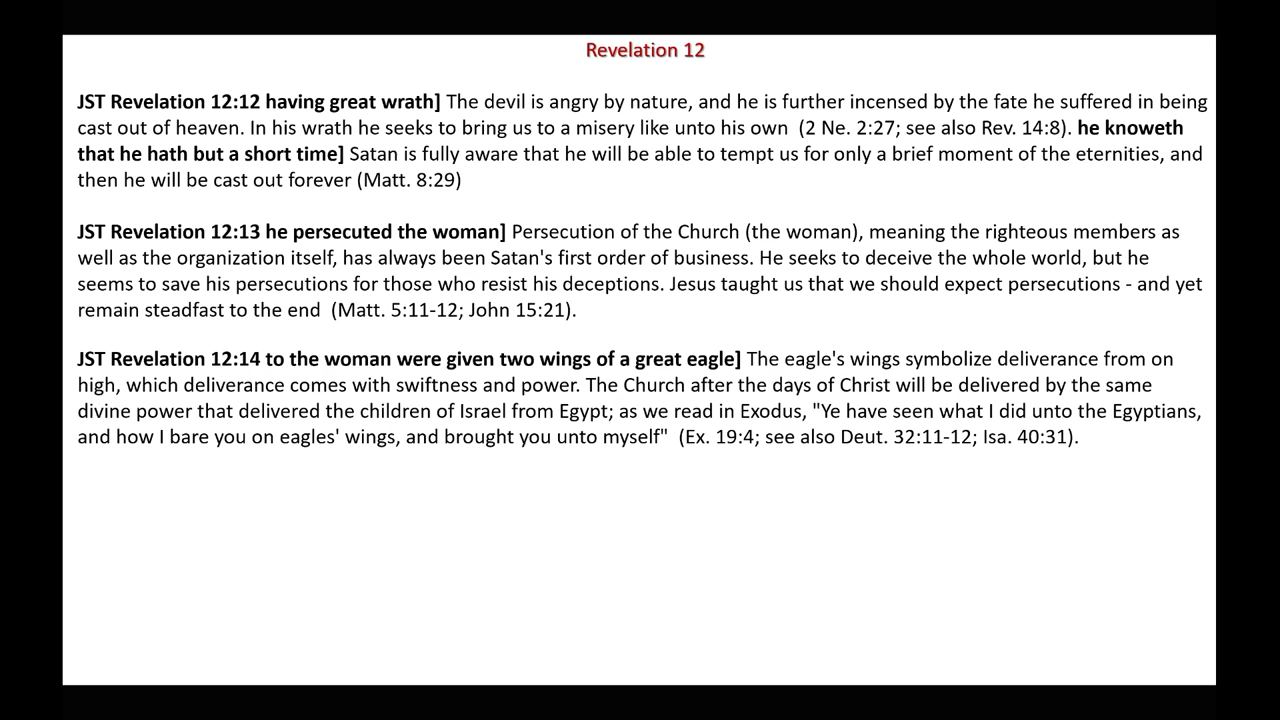 Revelation 12
JST Revelation 12:12 having great wrath] The devil is angry by nature, and he is further incensed by the fate he suffered in being
cast out of heaven. In his wrath he seeks to bring us to a misery like unto his own  (2 Ne. 2:27; see also Rev. 14:8). he knoweth
that he hath but a short time] Satan is fully aware that he will be able to tempt us for only a brief moment of the eternities, and
then he will be cast out forever (Matt. 8:29)
JST Revelation 12:13 he persecuted the woman] Persecution of the Church (the woman), meaning the righteous members as
well as the organization itself, has always been Satan's first order of business. He seeks to deceive the whole world, but he
seems to save his persecutions for those who resist his deceptions. Jesus taught us that we should expect persecutions - and yet
remain steadfast to the end  (Matt. 5:11-12; John 15:21).
JST Revelation 12:14 to the woman were given two wings of a great eagle] The eagle's wings symbolize deliverance from on
high, which deliverance comes with swiftness and power. The Church after the days of Christ will be delivered by the same
divine power that delivered the children of Israel from Egypt; as we read in Exodus, "Ye have seen what I did unto the Egyptians,
and how I bare you on eagles' wings, and brought you unto myself"  (Ex. 19:4; see also Deut. 32:11-12; Isa. 40:31).